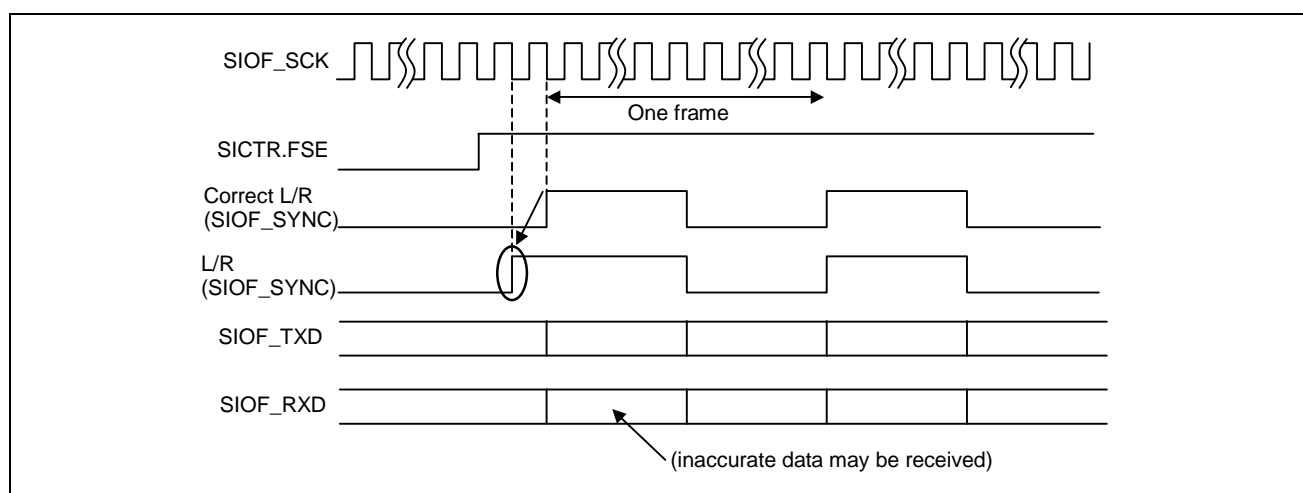 SIOF_SCK
One frame
SICTR.FSE
Correct L/R
(SIOF_SYNC)
L/R
(SIOF_SYNC)
SIOF_TXD
SIOF_RXD
(inaccurate data may be received)